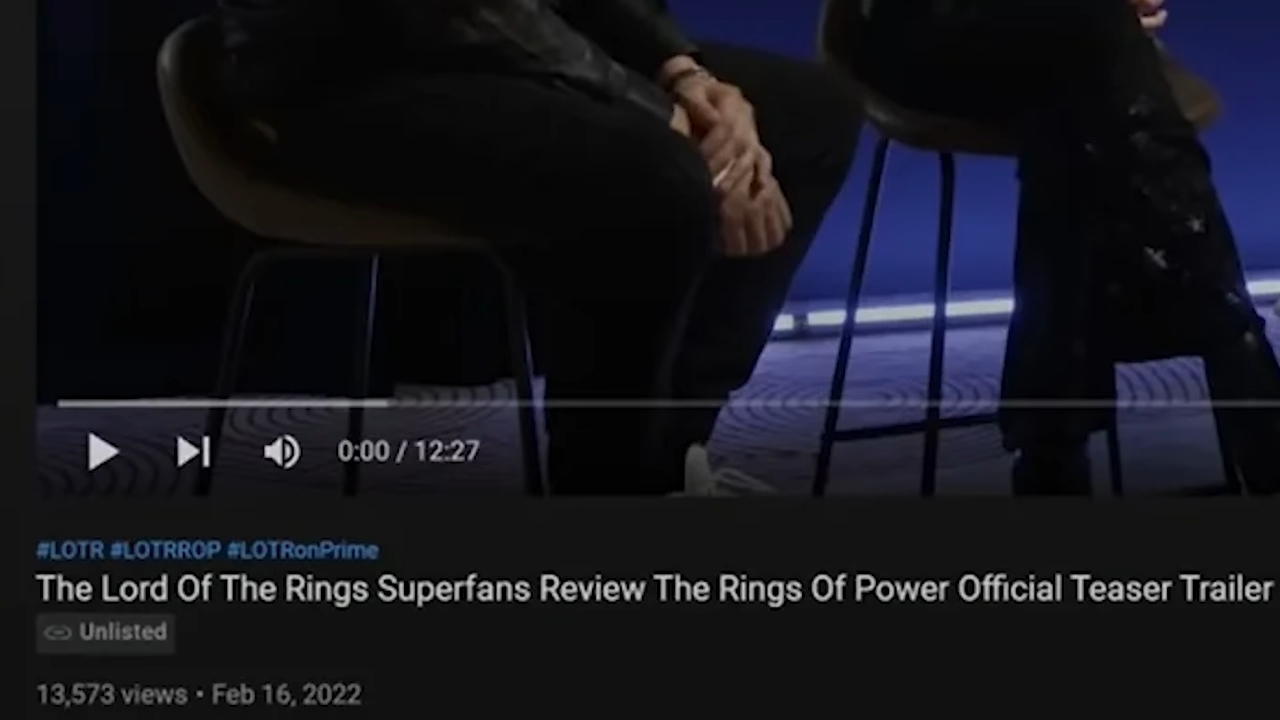 0:00 / 12:27
#LOTR #LOTRROP #LOTRonPrime
The Lord Of The Rings Superfans Review The Rings Of Power Official Teaser Trailer
Unlisted
13,573 views • Feb 16, 2022